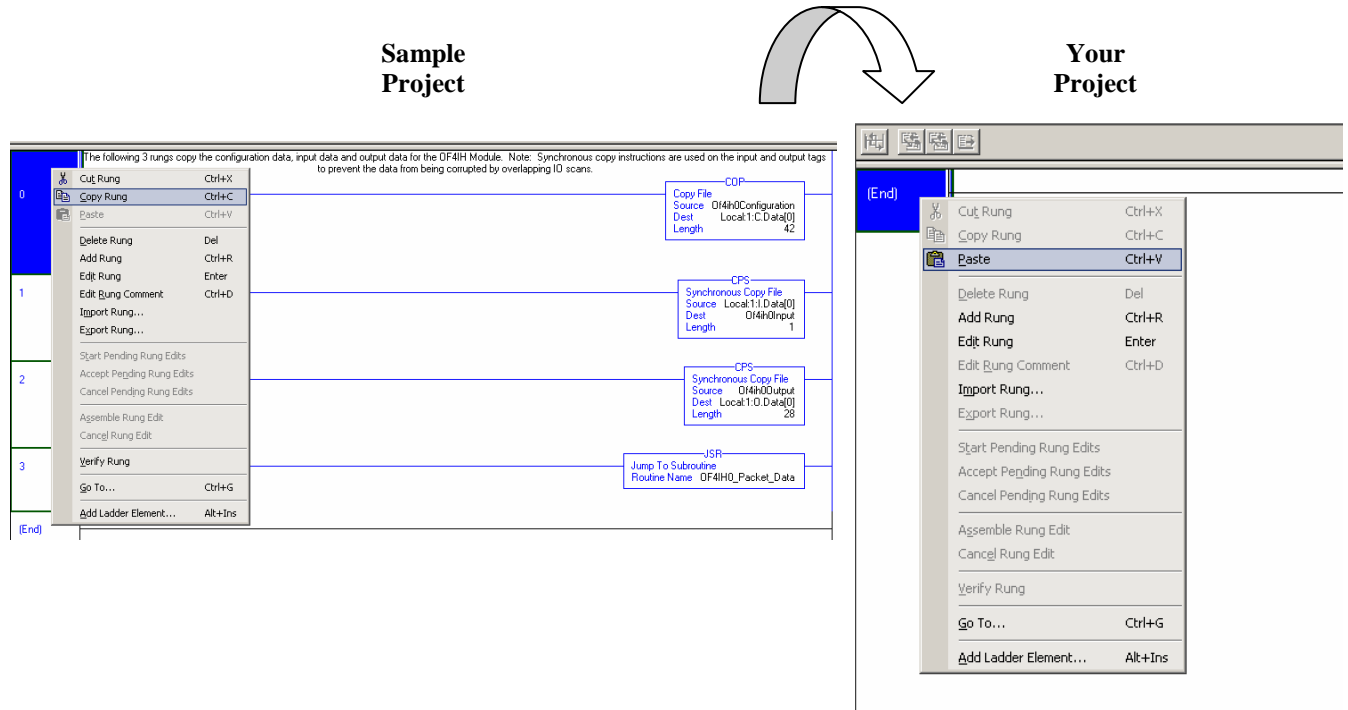 Sample
Project
Your
Project
The following 3 rungs copy the configuration data, input data and output data for the OF4IH Module. Note: Synchronous copy instructions are used on the input and output tags
to prevent the data from being corrupted by overlapping IO scans.
0
Cut Rung Ctrl+X
Copy Rung Ctrl+C
Paste Ctrl+V
Delete Rung Del
Add Rung Ctrl+R
Edit Rung Enter
Edit Rung Comment Ctrl+D
Import Rung...
Export Rung...
Start Pending Rung Edits
Accept Pending Rung Edits
Cancel Pending Rung Edits
Assemble Rung Edit
Cancel Rung Edit
Verify Rung
Go To... Ctrl+G
Add Ladder Element... Alt+Ins
COP
Copy File
Source Of4ih0Configuration
Dest Local:1:C.Data[0]
Length 42
1
CPS
Synchronous Copy File
Source Local:1:I.Data[0]
Dest Of4ih0Input
Length 1
2
CPS
Synchronous Copy File
Source Of4ih0Output
Dest Local:1:O.Data[0]
Length 28
3
JSR
Jump To Subroutine
Routine Name OF4IH0_Packet_Data
(End)
(End)
Cut Rung Ctrl+X
Copy Rung Ctrl+C
Paste Ctrl+V
Delete Rung Del
Add Rung Ctrl+R
Edit Rung Enter
Edit Rung Comment Ctrl+D
Import Rung...
Export Rung...
Start Pending Rung Edits
Accept Pending Rung Edits
Cancel Pending Rung Edits
Assemble Rung Edit
Cancel Rung Edit
Verify Rung
Go To... Ctrl+G
Add Ladder Element... Alt+Ins